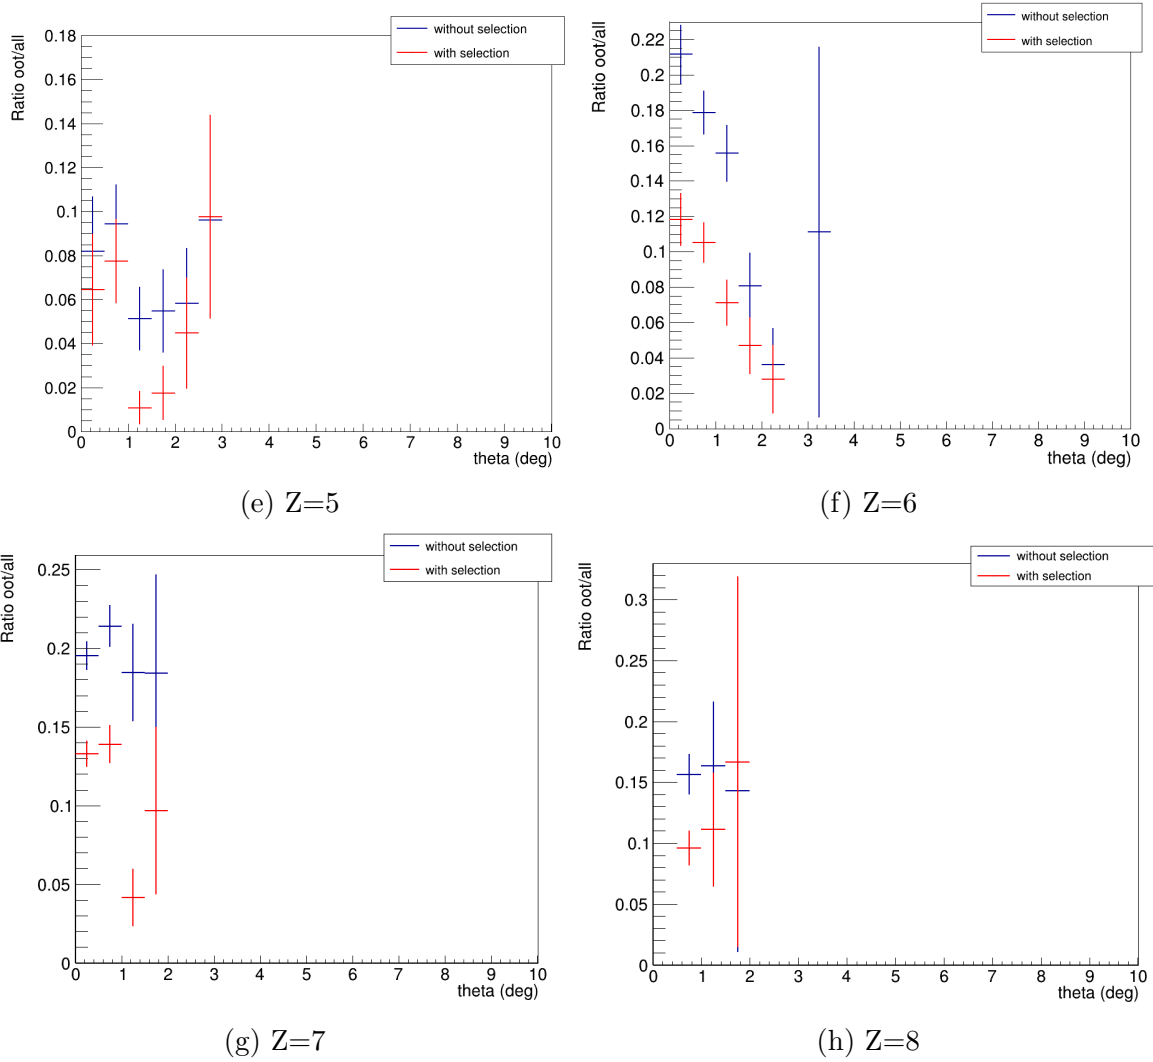 without selection
with selection
Ratio oot/all
0.18
0.16
0.14
0.12
0.1
0.08
0.06
0.04
0.02
0
0 1 2 3 4 5 6 7 8 9 10
theta (deg)
(e) Z=5
without selection
with selection
Ratio oot/all
0.22
0.2
0.18
0.16
0.14
0.12
0.1
0.08
0.06
0.04
0.02
0
0 1 2 3 4 5 6 7 8 9 10
theta (deg)
(f) Z=6
without selection
with selection
Ratio oot/all
0.25
0.2
0.15
0.1
0.05
0
0 1 2 3 4 5 6 7 8 9 10
theta (deg)
(g) Z=7
without selection
with selection
Ratio oot/all
0.3
0.25
0.2
0.15
0.1
0.05
0
0 1 2 3 4 5 6 7 8 9 10
theta (deg)
(h) Z=8